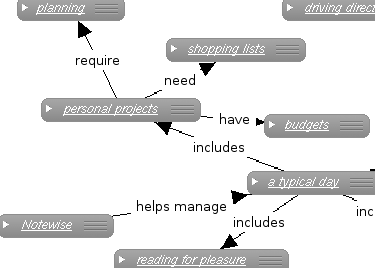 planning
driving direc
shopping lists
require
need
personal projects
have
budgets
includes
a typical day
helps manage
inc
Notewise
includes
reading for pleasure